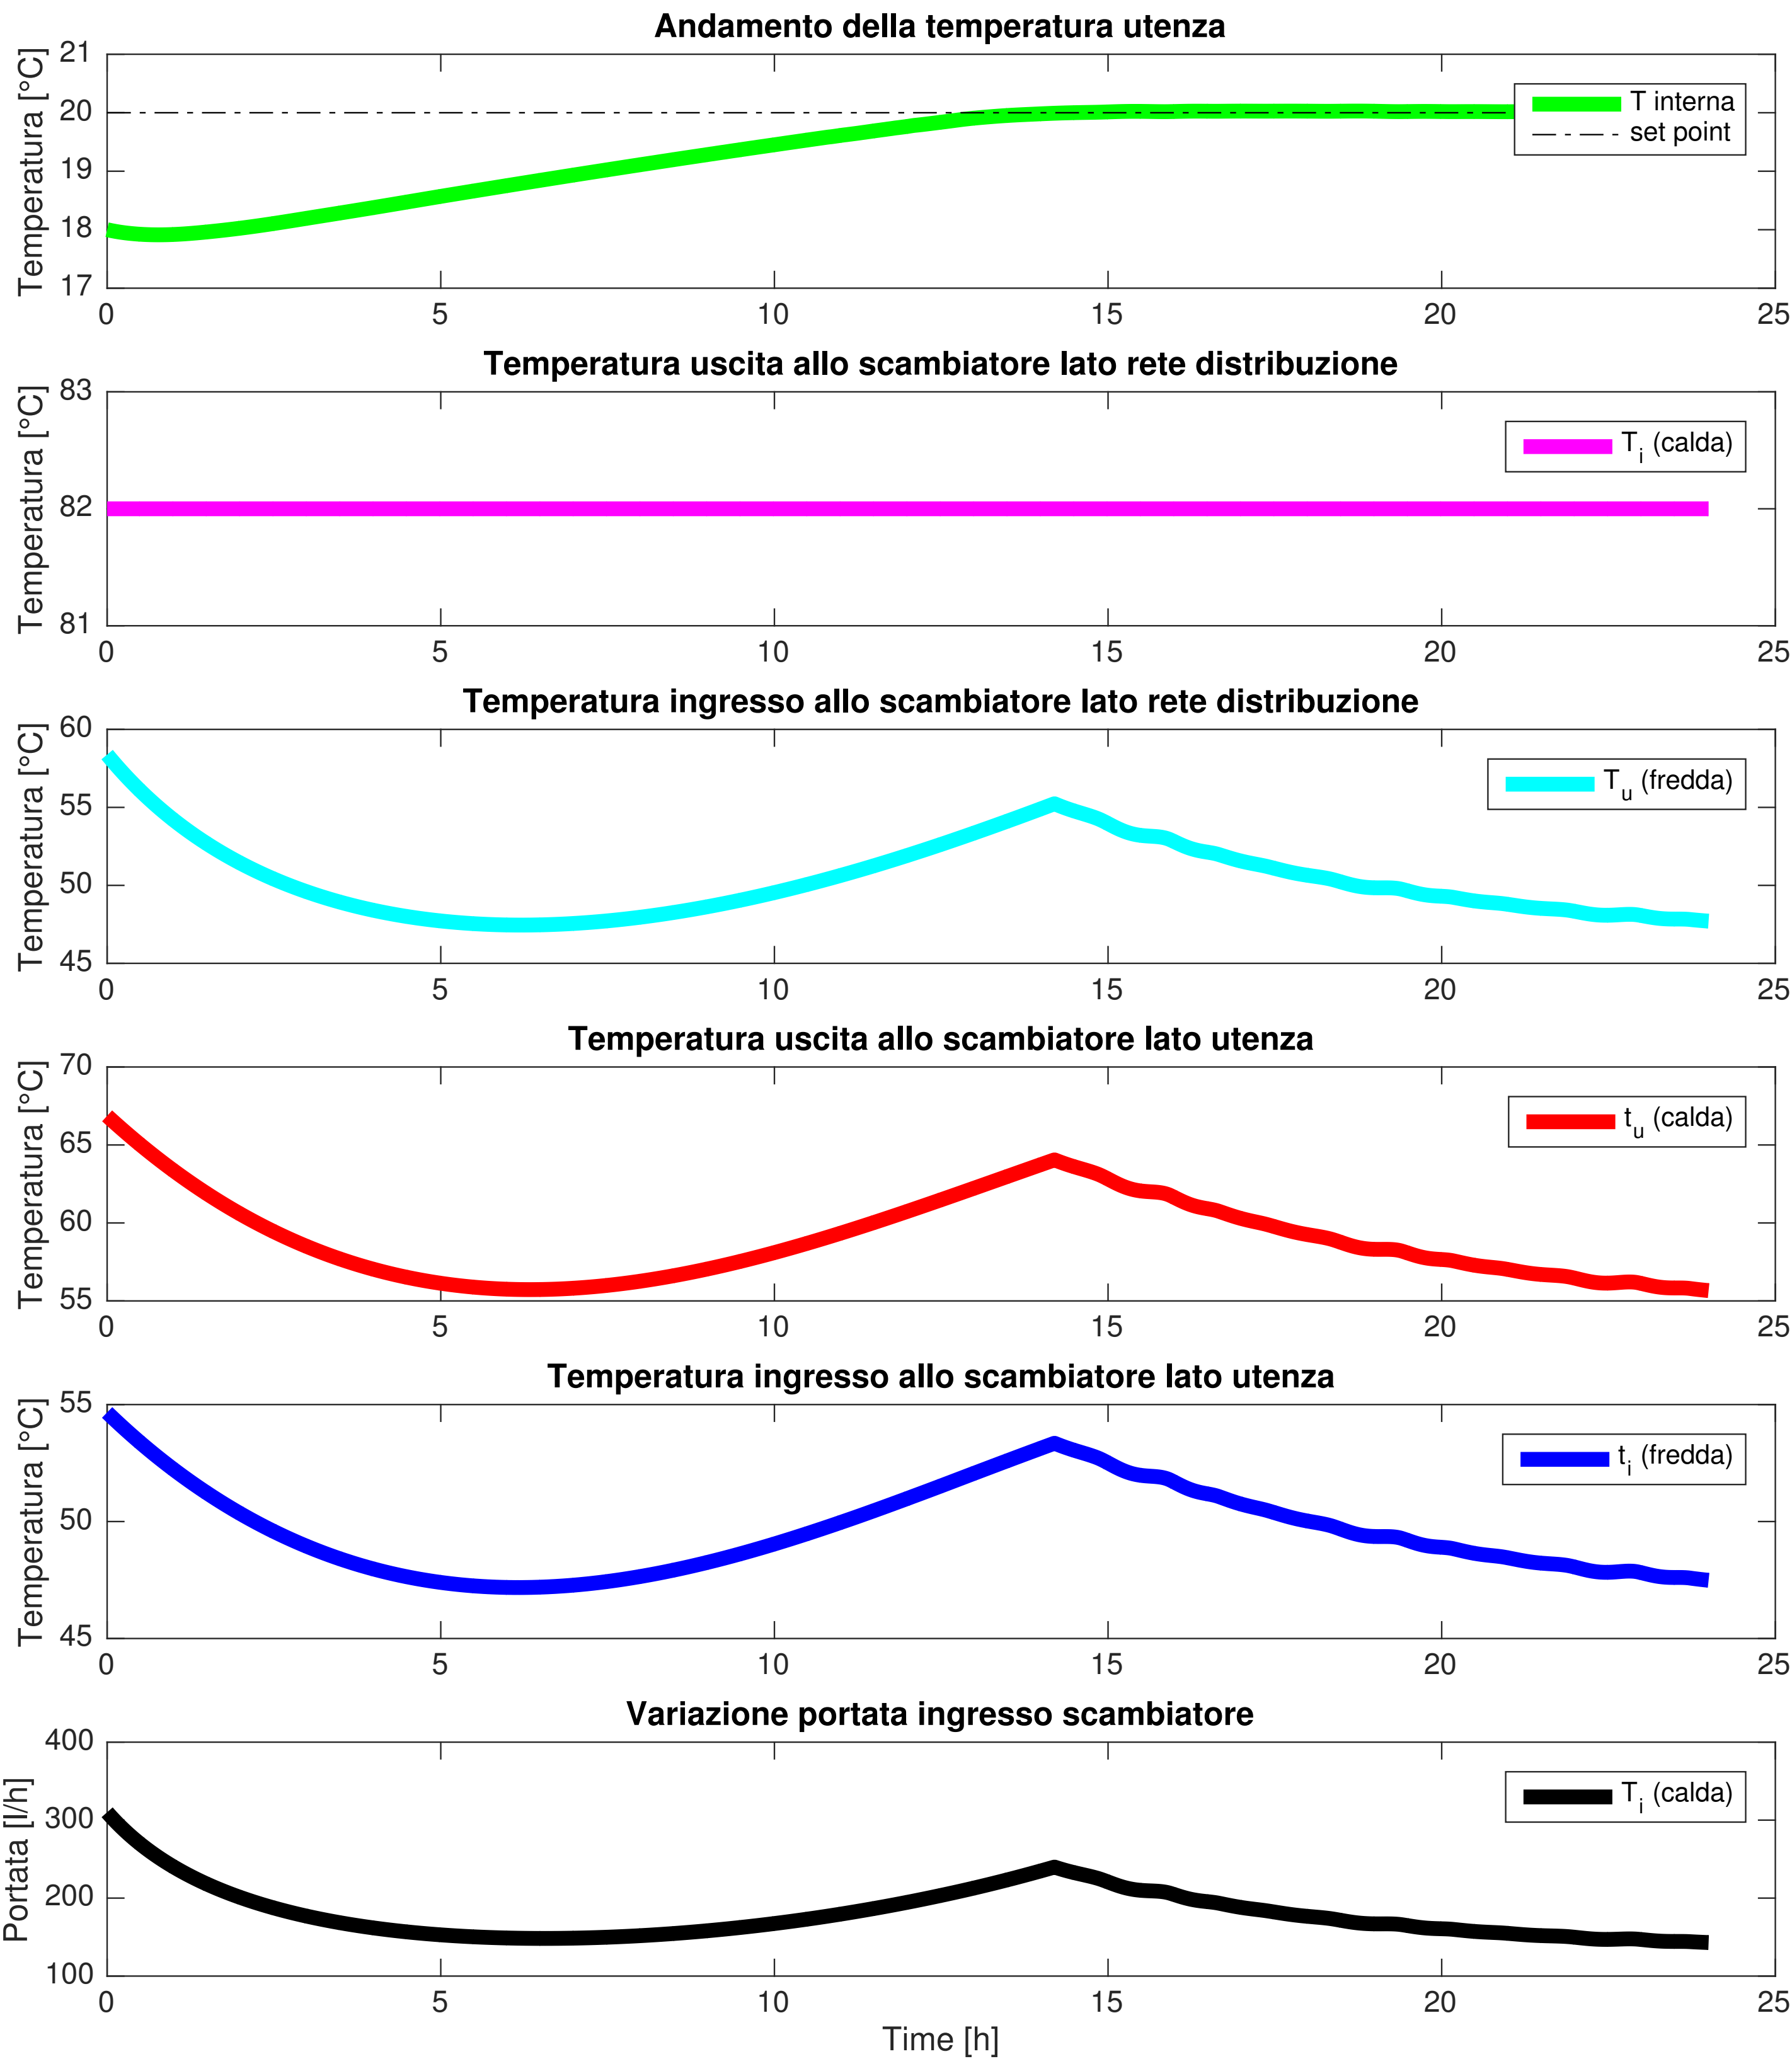 Andamento della temperatura utenza
Temperatura [°C]
21
20
19
18
17
0 5 10 15 20 25
T interna
set point
Temperatura uscita allo scambiatore lato rete distribuzione
Temperatura [°C]
83
82
81
0 5 10 15 20 25
T_i (calda)
Temperatura ingresso allo scambiatore lato rete distribuzione
Temperatura [°C]
60
55
50
45
0 5 10 15 20 25
T_u (fredda)
Temperatura uscita allo scambiatore lato utenza
Temperatura [°C]
70
65
60
55
0 5 10 15 20 25
t_u (calda)
Temperatura ingresso allo scambiatore lato utenza
Temperatura [°C]
55
50
45
0 5 10 15 20 25
t_i (fredda)
Variazione portata ingresso scambiatore
Portata [l/h]
400
300
200
100
0 5 10 15 20 25
T_i (calda)
Time [h]